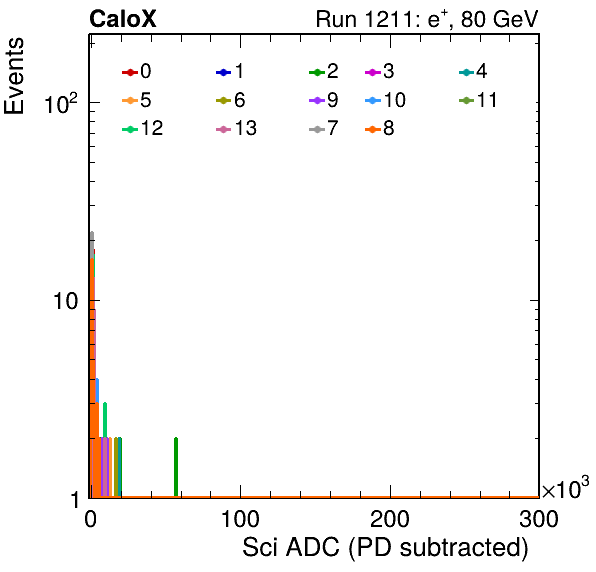 CaloX Run 1211: e⁺, 80 GeV
Events
0 1 2 3 4
5 6 9 10 11
12 13 7 8
10²
10
1
0 100 200 300
×10³
Sci ADC (PD subtracted)